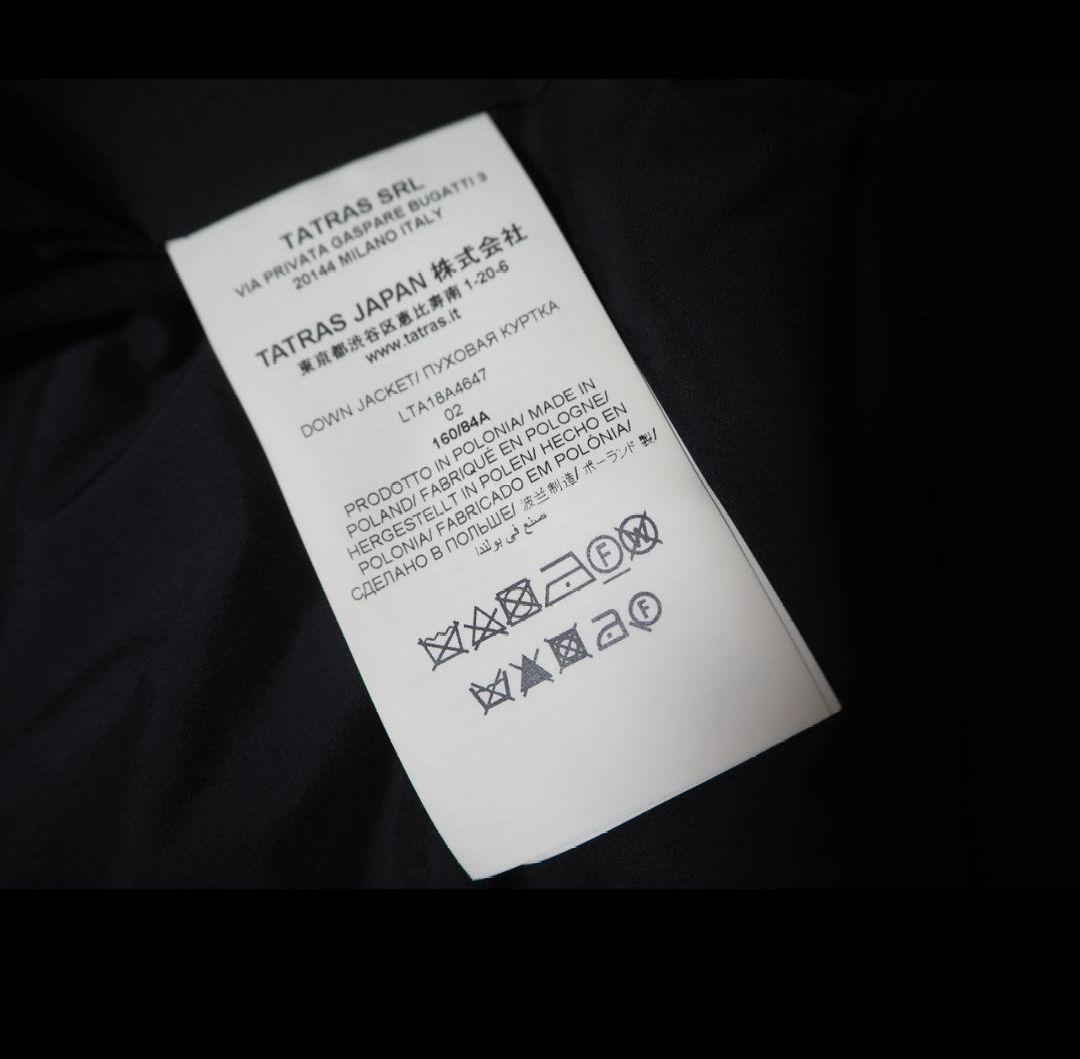 TATRAS SRL
VIA PRIVATA GASPARE BUGATTI 3
20144 MILANO ITALY
TATRAS JAPAN 株式会社
東京都渋谷区恵比寿南 1-20-6
www.tatras.it
DOWN JACKET/ ПУХОВАЯ КУРТКА
LTA18A4647
02
160/84A
PRODOTTO IN POLONIA/ MADE IN
POLAND/ FABRIQUÉ EN POLOGNE/
HERGESTELLT IN POLEN/ HECHO EN
POLONIA/ FABRICADO EM POLÔNIA/
СДЕЛАНО В ПОЛЬШЕ/ 波兰制造/ ポーランド 製/
صنع في بولندا
F W
F